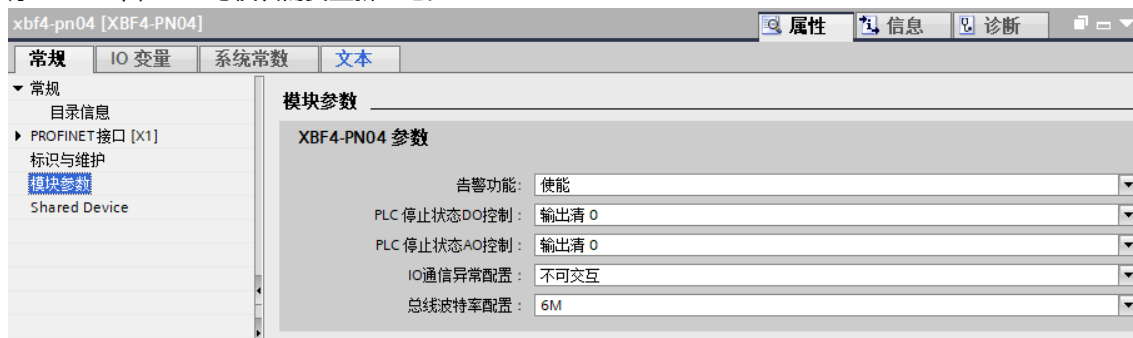 xbf4-pn04 [XBF4-PN04]
属性 信息 诊断
常规 IO 变量 系统常数 文本
常规
目录信息
PROFINET接口 [X1]
标识与维护
模块参数
Shared Device
模块参数
XBF4-PN04 参数
告警功能: 使能
PLC 停止状态DO控制: 输出清 0
PLC 停止状态AO控制: 输出清 0
IO通信异常配置: 不可交互
总线波特率配置: 6M